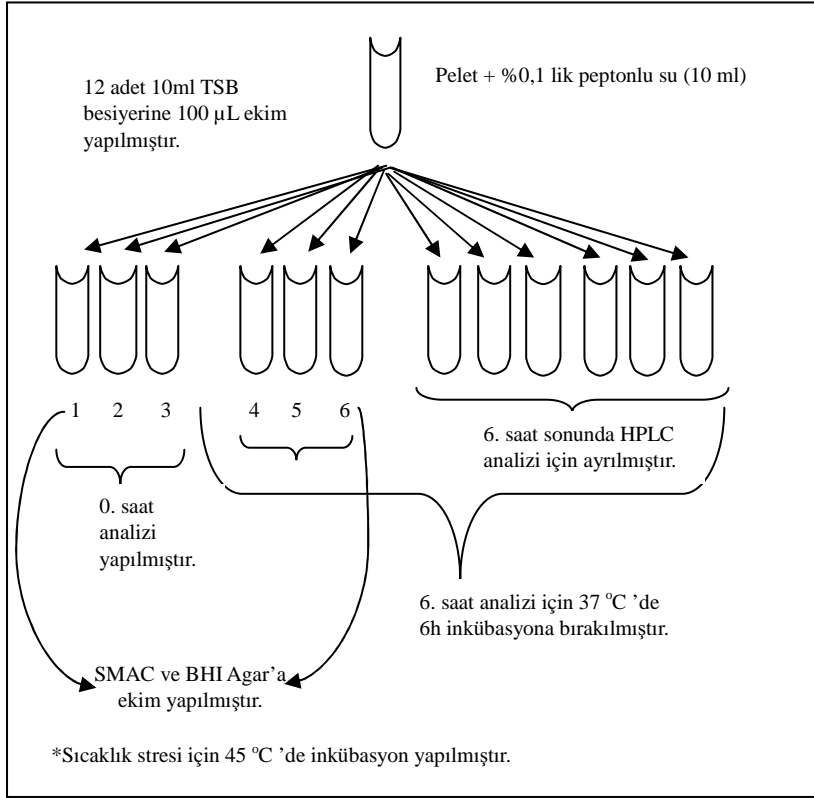 12 adet 10ml TSB
besiyerine 100 µL ekim
yapılmıştır.
Pelet + %0,1 lik peptonlu su (10 ml)
1 2 3 4 5 6
0. saat
analizi
yapılmıştır.
6. saat sonunda HPLC
analizi için ayrılmıştır.
6. saat analizi için 37 °C ’de
6h inkübasyona bırakılmıştır.
SMAC ve BHI Agar’a
ekim yapılmıştır.
*Sıcaklık stresi için 45 °C ’de inkübasyon yapılmıştır.